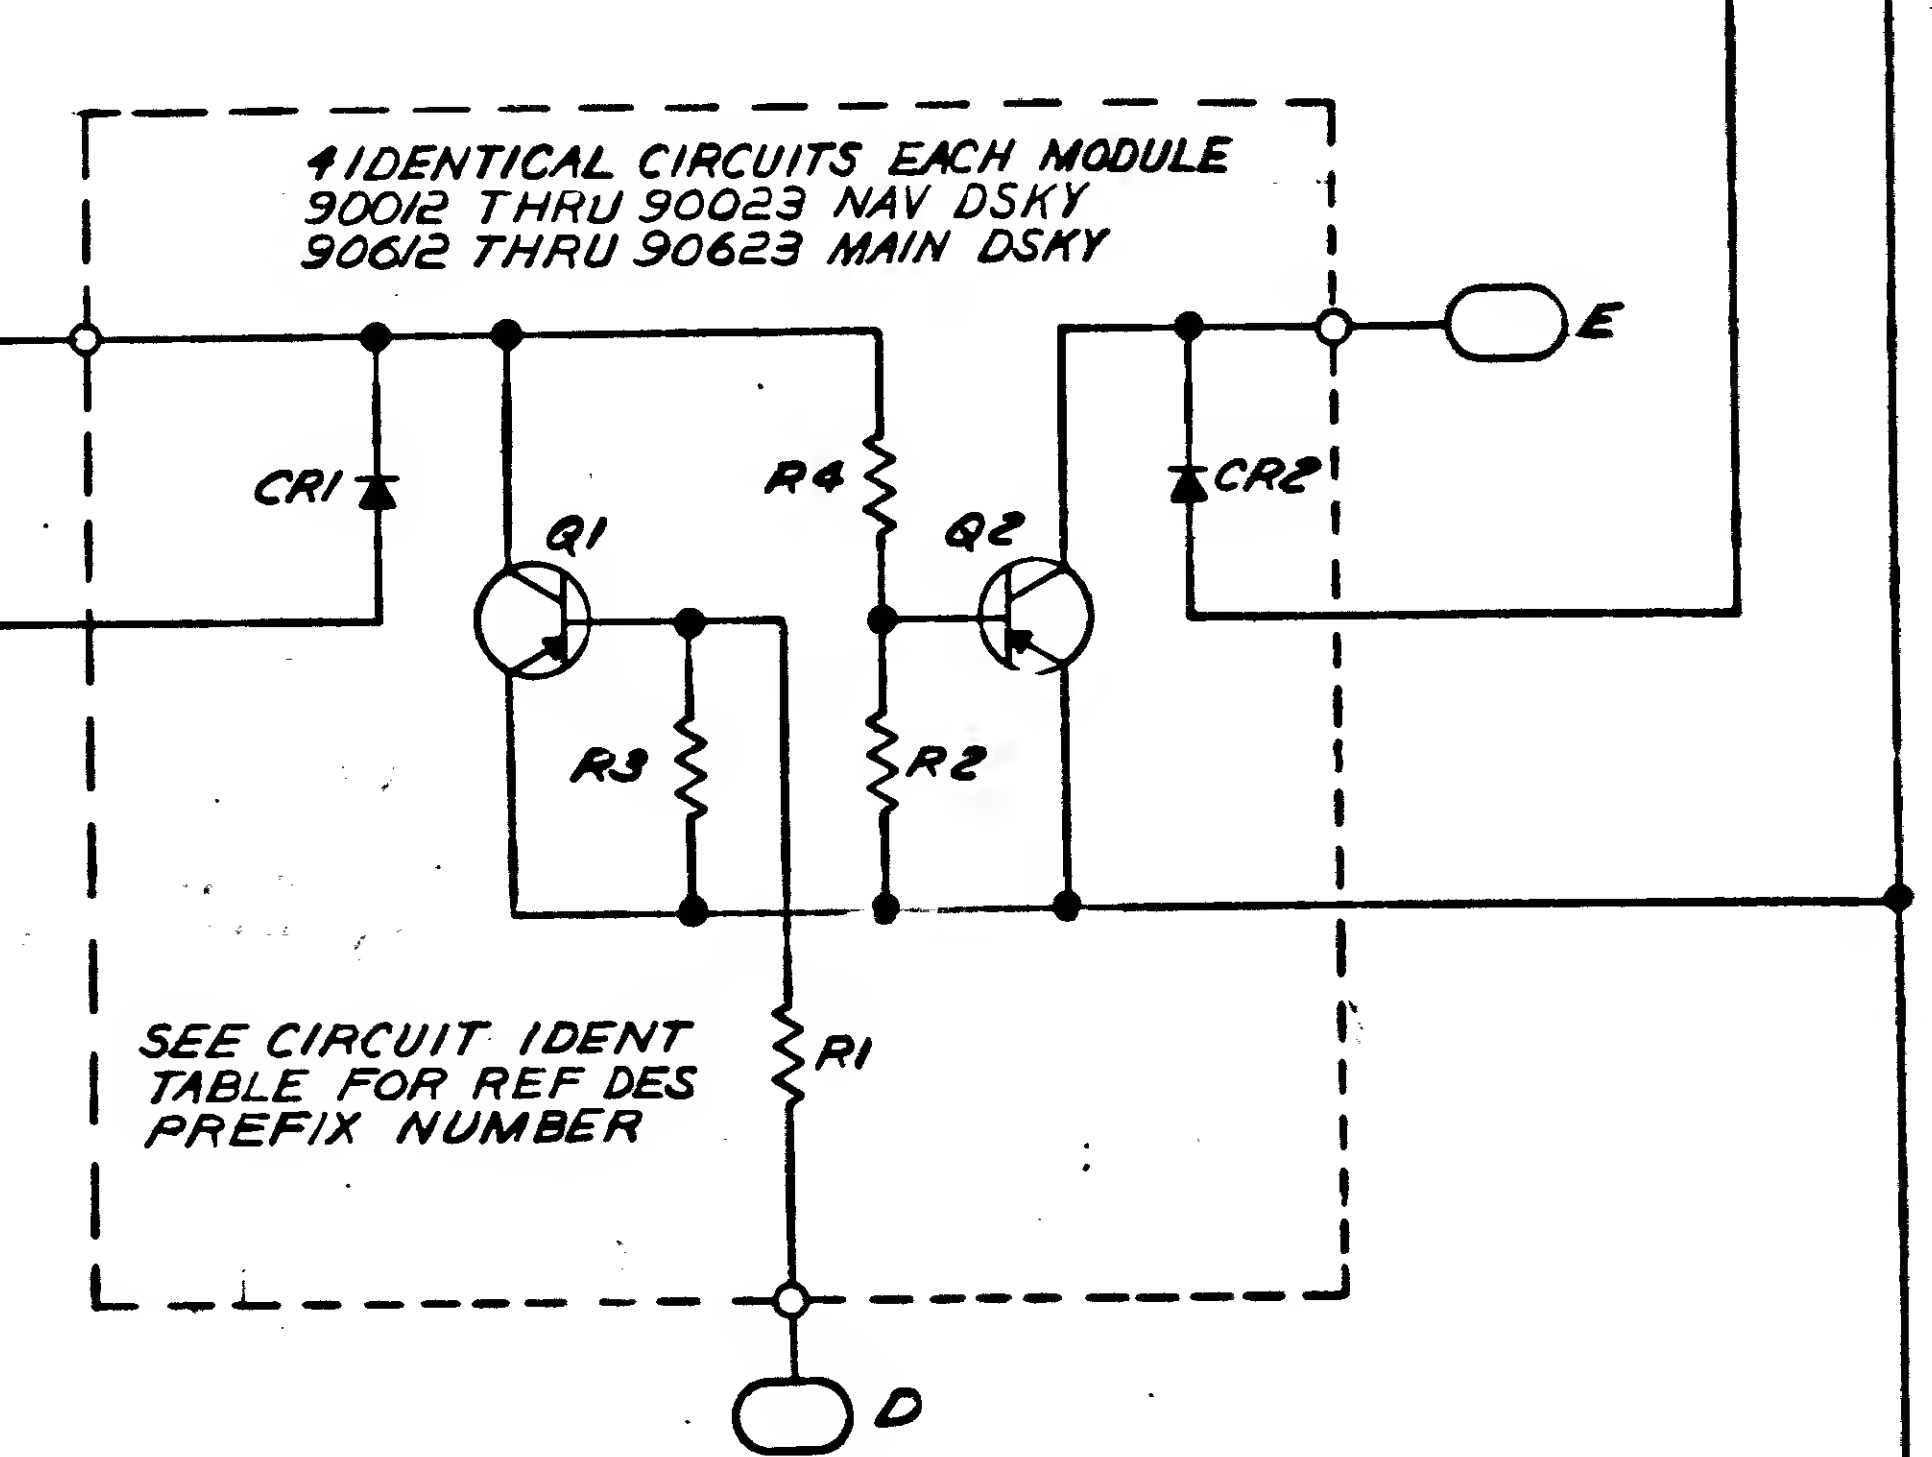 4 IDENTICAL CIRCUITS EACH MODULE
90012 THRU 90023 NAV DSKY
90612 THRU 90623 MAIN DSKY
E
CR1
Q1
R4
Q2
CR2
R3
R2
SEE CIRCUIT IDENT
TABLE FOR REF DES
PREFIX NUMBER
R1
D